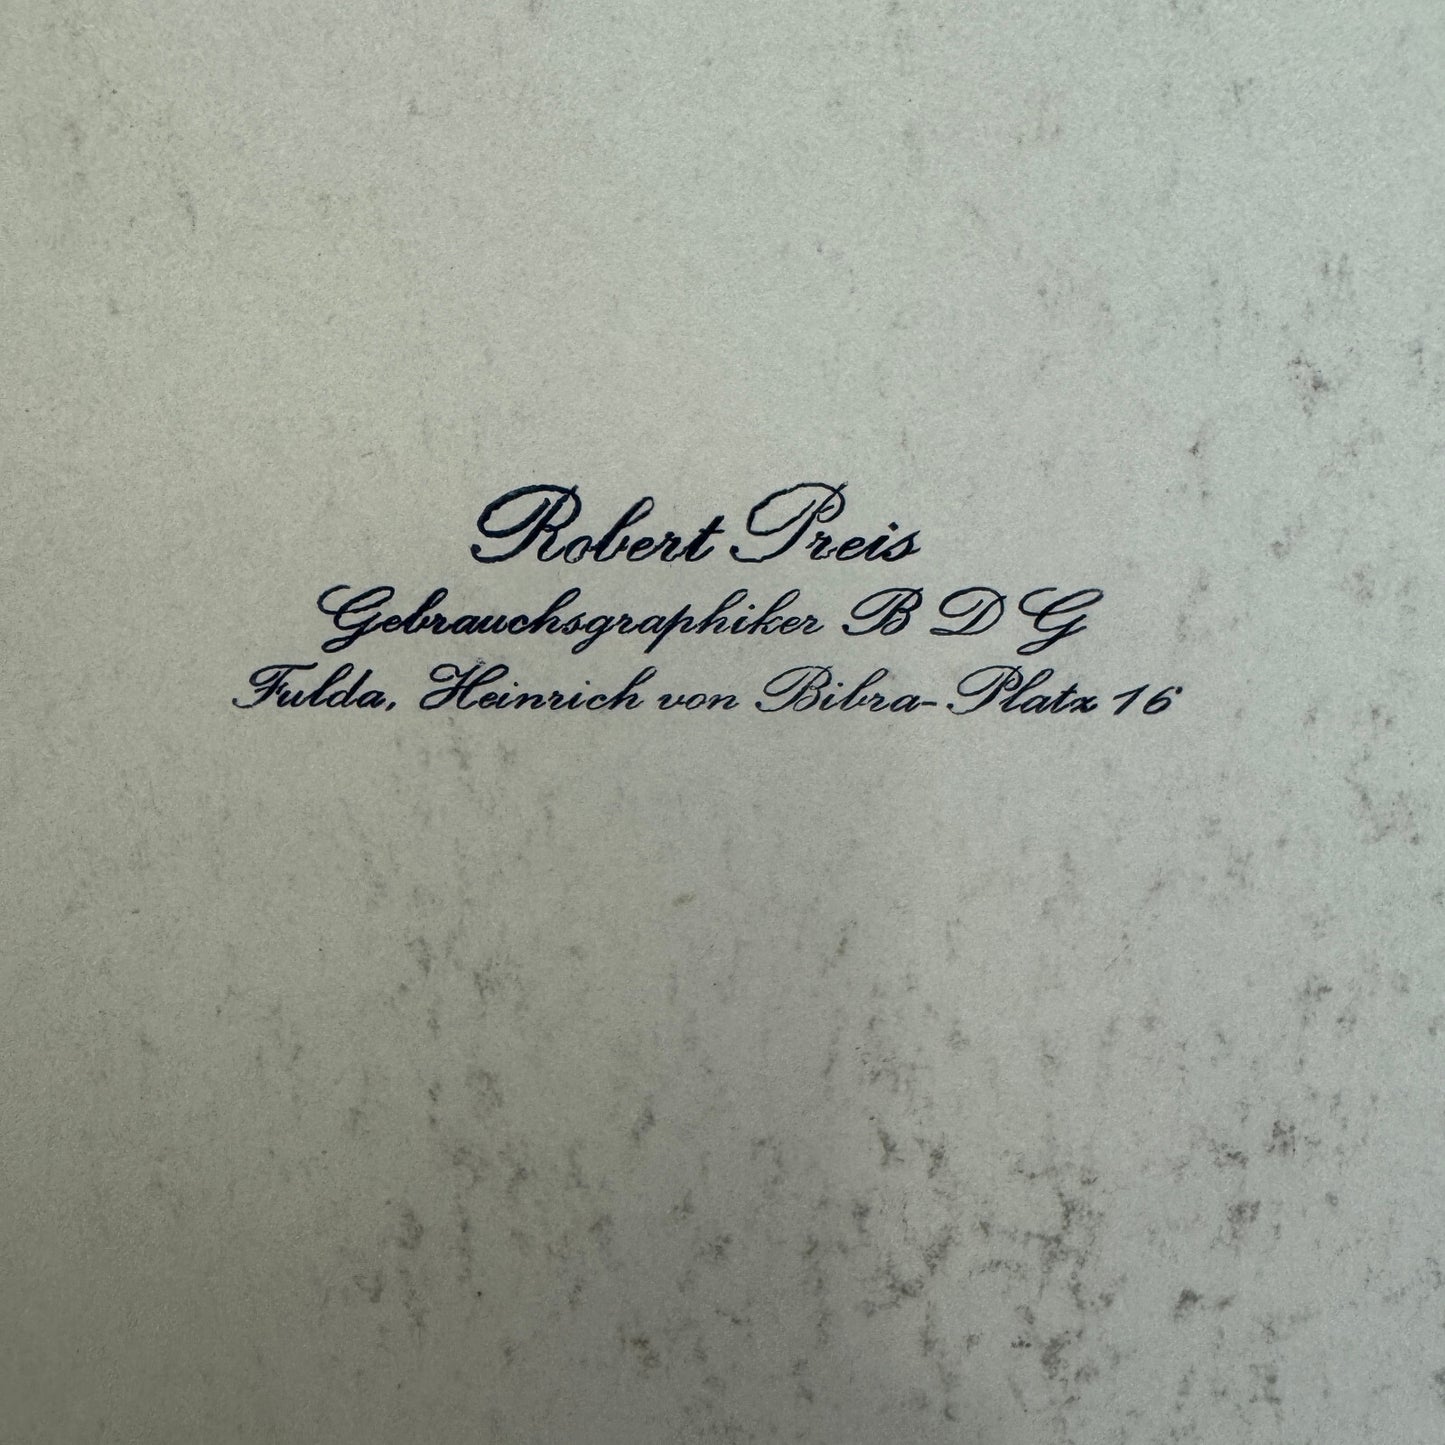 Robert Preis
Gebrauchsgraphiker B D G
Fulda, Heinrich von Bibra-Platz 16